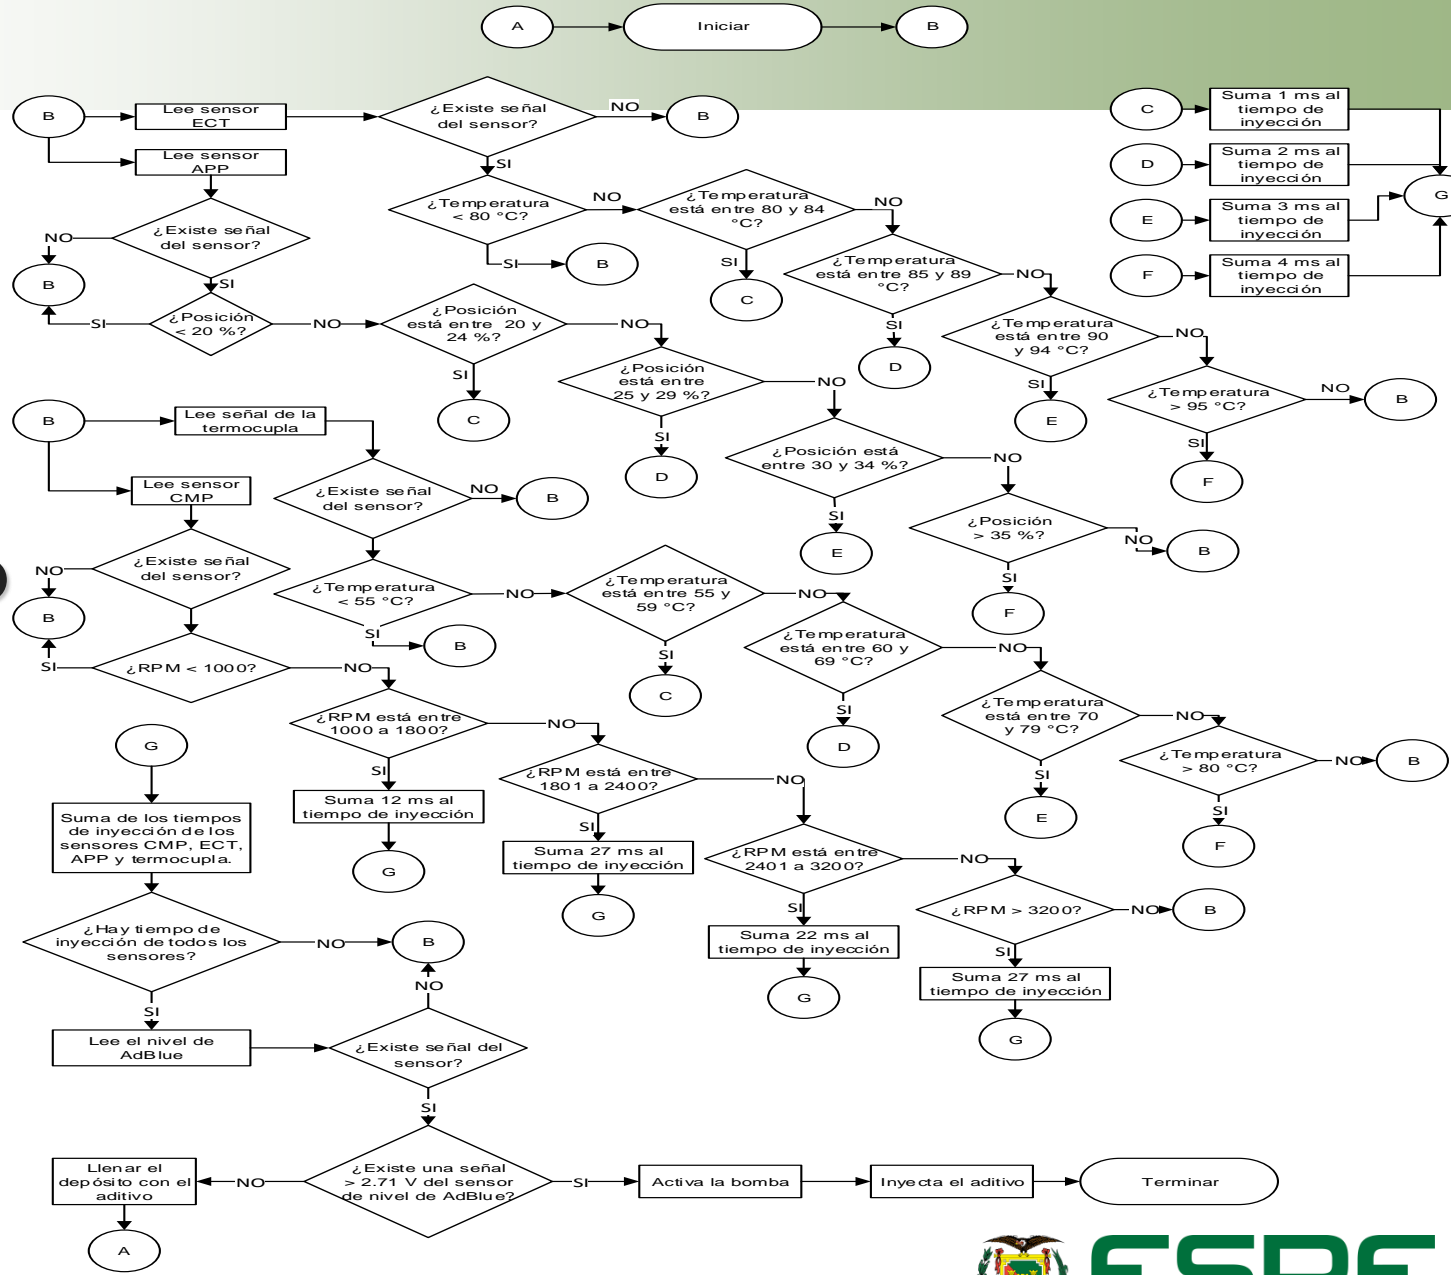 A
Iniciar
B
B
Lee sensor
ECT
¿Existe señal
del sensor?
NO
B
SI
Lee sensor
APP
¿Existe señal
del sensor?
NO
B
SI
¿Posición
< 20 %?
SI
NO
¿Temperatura
< 80 °C?
NO
SI
B
¿Temperatura
está entre 80 y 84
°C?
NO
SI
C
¿Temperatura
está entre 85 y 89
°C?
NO
SI
D
¿Temperatura
está entre 90
y 94 °C?
NO
SI
E
¿Temperatura
> 95 °C?
NO
B
SI
F
C
Suma 1 ms al
tiempo de
inyección
D
Suma 2 ms al
tiempo de
inyección
E
Suma 3 ms al
tiempo de
inyección
F
Suma 4 ms al
tiempo de
inyección
G
¿Posición
está entre 20 y
24 %?
NO
SI
C
¿Posición
está entre
25 y 29 %?
NO
SI
D
¿Posición está
entre 30 y 34 %?
NO
SI
E
¿Posición
> 35 %?
NO
B
SI
F
B
Lee señal de la
termocupla
¿Existe señal
del sensor?
NO
B
¿Temperatura
< 55 °C?
NO
SI
B
¿Temperatura
está entre 55 y
59 °C?
NO
SI
C
¿Temperatura
está entre 60 y
69 °C?
NO
SI
D
¿Temperatura
está entre 70
y 79 °C?
NO
SI
E
¿Temperatura
> 80 °C?
NO
B
SI
F
Lee sensor
CMP
¿Existe señal
del sensor?
NO
B
SI
¿RPM < 1000?
NO
¿RPM está entre
1000 a 1800?
NO
SI
Suma 12 ms al
tiempo de inyección
G
¿RPM está entre
1801 a 2400?
NO
SI
Suma 27 ms al
tiempo de inyección
G
¿RPM está entre
2401 a 3200?
NO
SI
Suma 22 ms al
tiempo de inyección
G
¿RPM > 3200?
NO
B
SI
Suma 27 ms al
tiempo de inyección
G
G
Suma de los tiempos
de inyección de los
sensores CMP, ECT,
APP y termocupla.
¿Hay tiempo de
inyección de todos los
sensores?
NO
B
SI
NO
Lee el nivel de
AdBlue
¿Existe señal del
sensor?
SI
¿Existe una señal
> 2.71 V del sensor
de nivel de AdBlue?
NO
Llenar el
depósito con el
aditivo
A
SI
Activa la bomba
Inyecta el aditivo
Terminar
ESPE